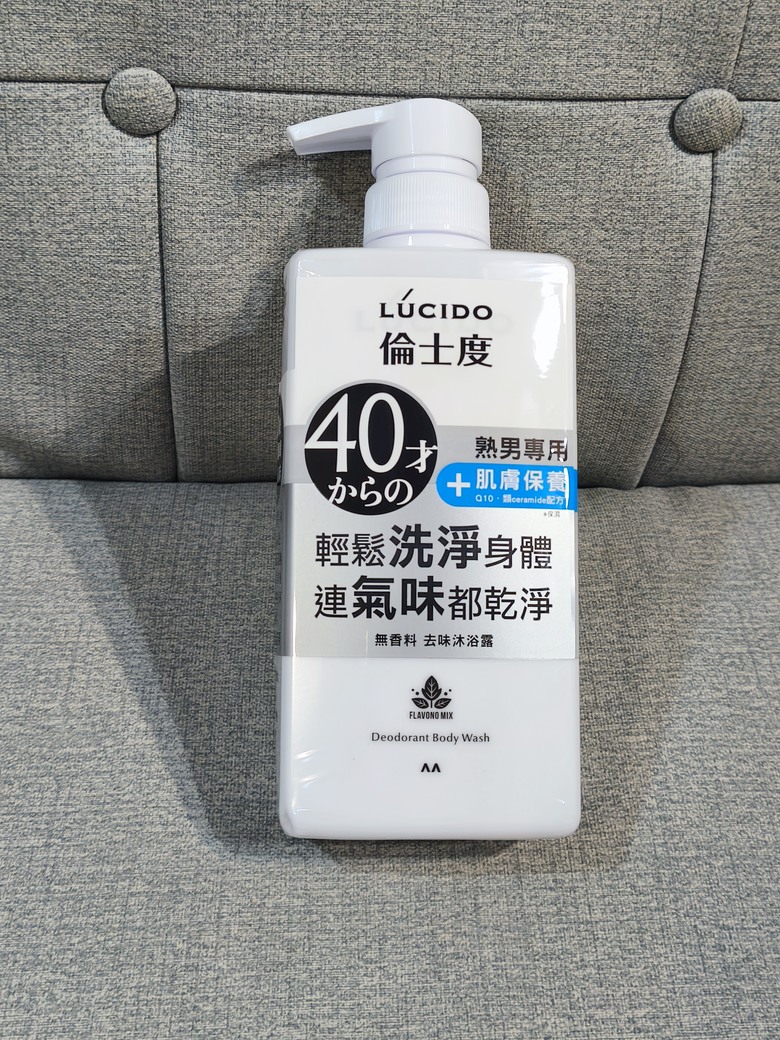 LÚCIDO
倫士度
40才
からの
熟男專用
+肌膚保養
Q10・類ceramide配方*
*保濕
輕鬆洗淨身體
連氣味都乾淨
無香料 去味沐浴露
FLAVONO MIX
Deodorant Body Wash